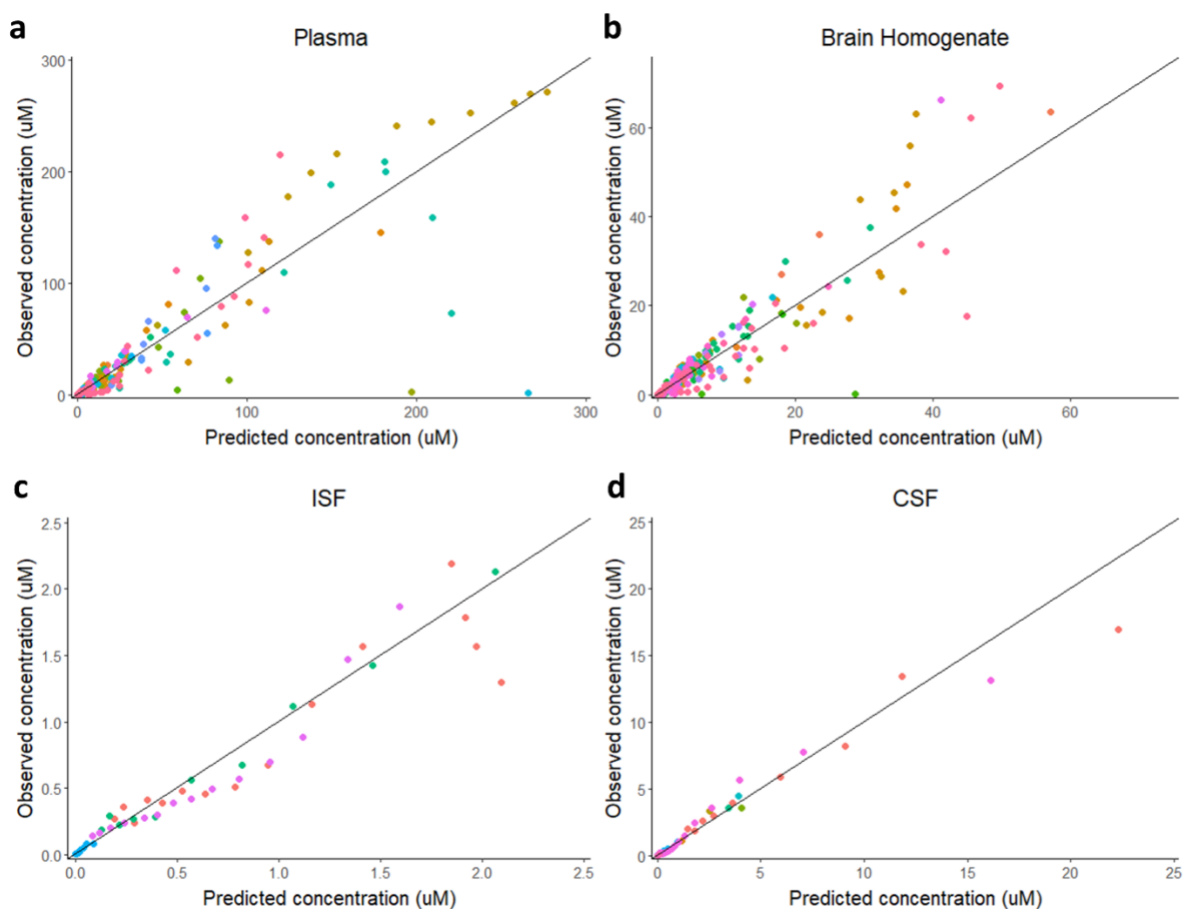 a
Plasma
300
200
100
0
Observed concentration (uM)
0 100 200 300
Predicted concentration (uM)
b
Brain Homogenate
60
40
20
0
Observed concentration (uM)
0 20 40 60
Predicted concentration (uM)
c
ISF
2.5
2.0
1.5
1.0
0.5
0.0
Observed concentration (uM)
0.0 0.5 1.0 1.5 2.0 2.5
Predicted concentration (uM)
d
CSF
25
20
15
10
5
0
Observed concentration (uM)
0 5 10 15 20 25
Predicted concentration (uM)